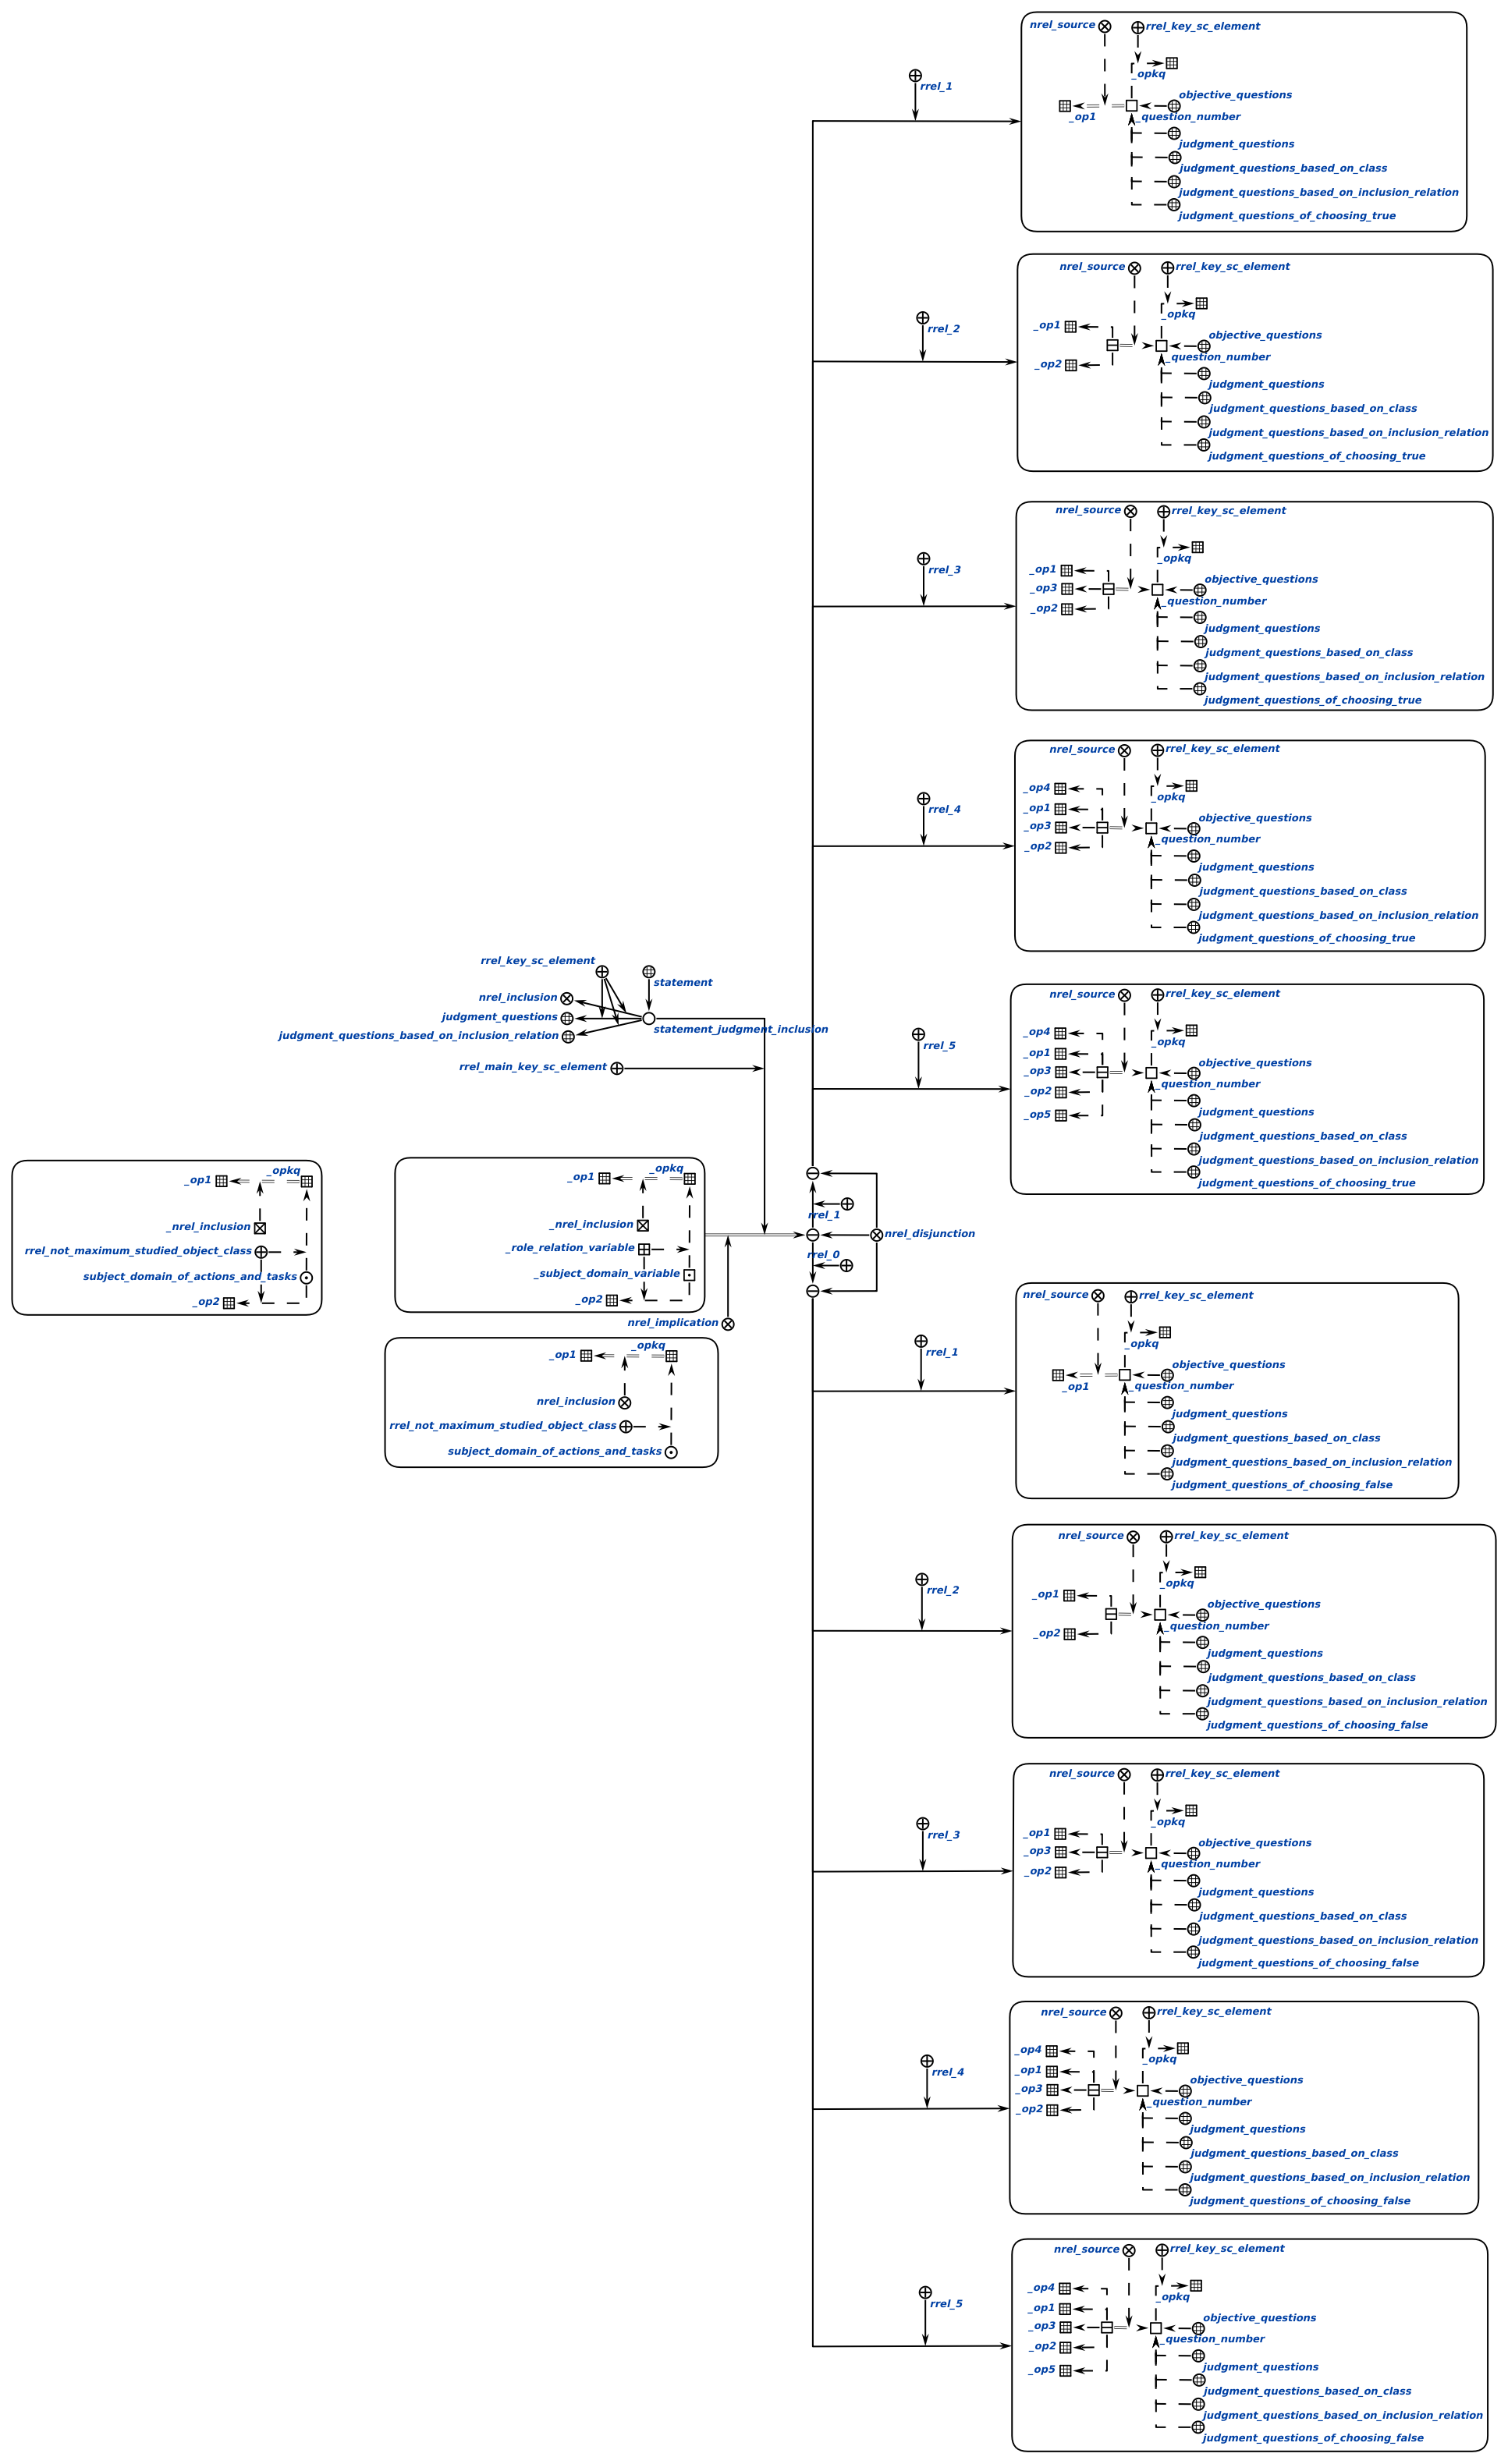 nrel_source rrel_key_sc_element
rrel_1
_opkq
objective_questions
_op1 _question_number
judgment_questions
judgment_questions_based_on_class
judgment_questions_based_on_inclusion_relation
judgment_questions_of_choosing_true
nrel_source rrel_key_sc_element
rrel_2
_opkq
_op1
objective_questions
_question_number
_op2
judgment_questions
judgment_questions_based_on_class
judgment_questions_based_on_inclusion_relation
judgment_questions_of_choosing_true
nrel_source rrel_key_sc_element
rrel_3
_opkq
_op1
objective_questions
_op3
_question_number
_op2
judgment_questions
judgment_questions_based_on_class
judgment_questions_based_on_inclusion_relation
judgment_questions_of_choosing_true
nrel_source rrel_key_sc_element
rrel_4
_op4
_opkq
_op1
objective_questions
_op3
_question_number
_op2
judgment_questions
judgment_questions_based_on_class
judgment_questions_based_on_inclusion_relation
judgment_questions_of_choosing_true
rrel_key_sc_element
statement
nrel_inclusion
judgment_questions
statement_judgment_inclusion
judgment_questions_based_on_inclusion_relation
rrel_main_key_sc_element
nrel_source rrel_key_sc_element
rrel_5
_op4
_opkq
_op1
objective_questions
_op3
_question_number
_op2
judgment_questions
_op5
judgment_questions_based_on_class
judgment_questions_based_on_inclusion_relation
judgment_questions_of_choosing_true
_opkq
_op1
_nrel_inclusion
rrel_not_maximum_studied_object_class
subject_domain_of_actions_and_tasks
_op2
_opkq
_op1
_nrel_inclusion
_role_relation_variable
_subject_domain_variable
_op2
rrel_1
nrel_disjunction
rrel_0
nrel_implication
_opkq
_op1
nrel_inclusion
rrel_not_maximum_studied_object_class
subject_domain_of_actions_and_tasks
nrel_source rrel_key_sc_element
rrel_1
_opkq
objective_questions
_op1 _question_number
judgment_questions
judgment_questions_based_on_class
judgment_questions_based_on_inclusion_relation
judgment_questions_of_choosing_false
nrel_source rrel_key_sc_element
rrel_2
_opkq
_op1
objective_questions
_question_number
_op2
judgment_questions
judgment_questions_based_on_class
judgment_questions_based_on_inclusion_relation
judgment_questions_of_choosing_false
nrel_source rrel_key_sc_element
rrel_3
_opkq
_op1
objective_questions
_op3
_question_number
_op2
judgment_questions
judgment_questions_based_on_class
judgment_questions_based_on_inclusion_relation
judgment_questions_of_choosing_false
nrel_source rrel_key_sc_element
rrel_4
_op4
_opkq
_op1
objective_questions
_op3
_question_number
_op2
judgment_questions
judgment_questions_based_on_class
judgment_questions_based_on_inclusion_relation
judgment_questions_of_choosing_false
nrel_source rrel_key_sc_element
rrel_5
_op4
_opkq
_op1
objective_questions
_op3
_question_number
_op2
judgment_questions
_op5
judgment_questions_based_on_class
judgment_questions_based_on_inclusion_relation
judgment_questions_of_choosing_false